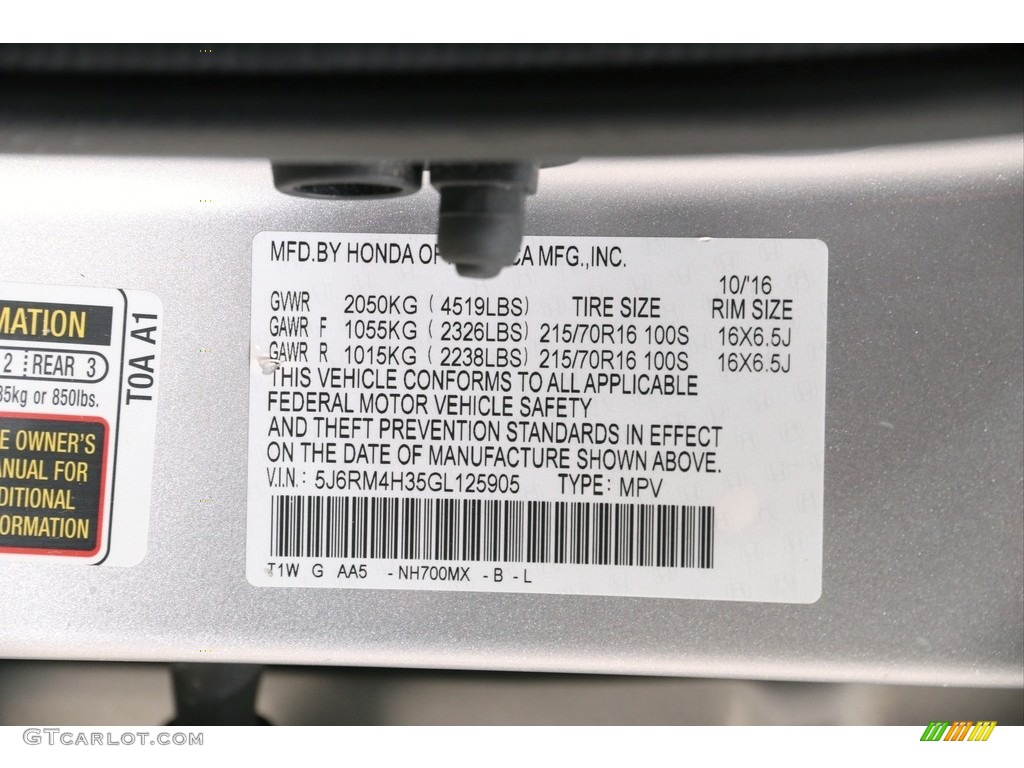 MFD.BY HONDA OF CA MFG.,INC.
10/'16
GVWR 2050KG ( 4519LBS) TIRE SIZE RIM SIZE
GAWR F 1055KG ( 2326LBS) 215/70R16 100S 16X6.5J
GAWR R 1015KG ( 2238LBS) 215/70R16 100S 16X6.5J
THIS VEHICLE CONFORMS TO ALL APPLICABLE
FEDERAL MOTOR VEHICLE SAFETY
AND THEFT PREVENTION STANDARDS IN EFFECT
ON THE DATE OF MANUFACTURE SHOWN ABOVE.
V.I.N.: 5J6RM4H35GL125905 TYPE: MPV
T1W G AA5 -NH700MX -B -L
MATION
2 REAR 3
35kg or 850lbs.
E OWNER'S
ANUAL FOR
DITIONAL
ORMATION
T0A A1
GTcarlot.com